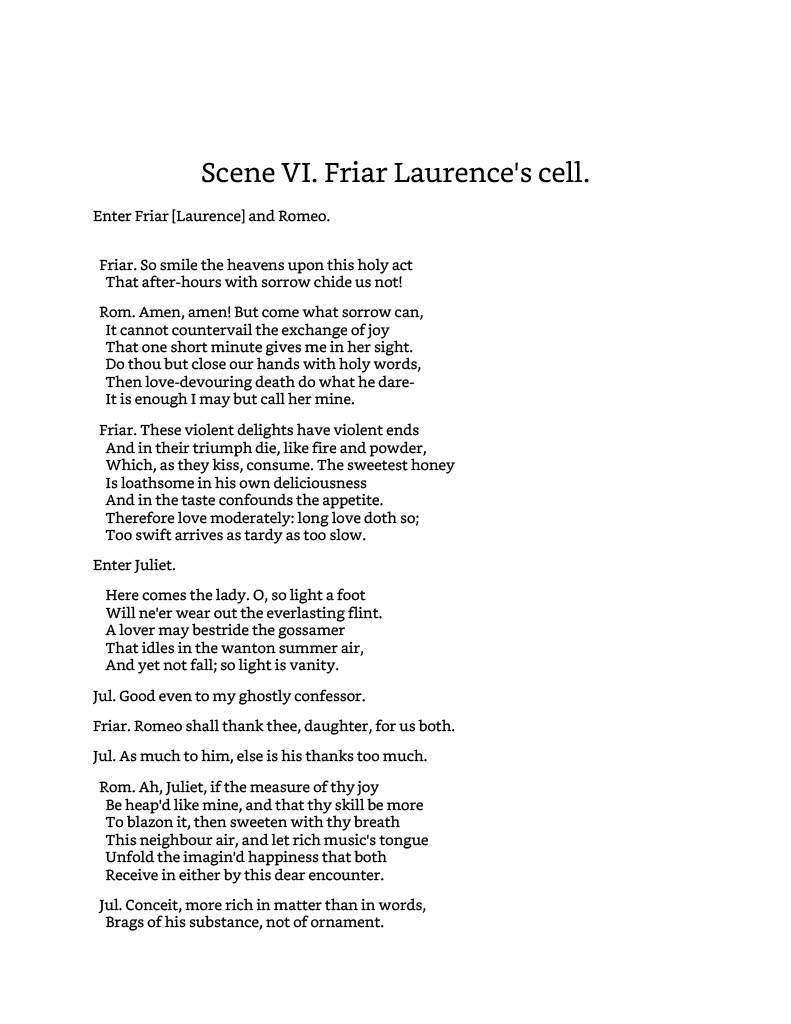 Scene VI. Friar Laurence's cell.
Enter Friar [Laurence] and Romeo.
Friar. So smile the heavens upon this holy act
That after-hours with sorrow chide us not!
Rom. Amen, amen! But come what sorrow can,
It cannot countervail the exchange of joy
That one short minute gives me in her sight.
Do thou but close our hands with holy words,
Then love-devouring death do what he dare-
It is enough I may but call her mine.
Friar. These violent delights have violent ends
And in their triumph die, like fire and powder,
Which, as they kiss, consume. The sweetest honey
Is loathsome in his own deliciousness
And in the taste confounds the appetite.
Therefore love moderately: long love doth so;
Too swift arrives as tardy as too slow.
Enter Juliet.
Here comes the lady. O, so light a foot
Will ne'er wear out the everlasting flint.
A lover may bestride the gossamer
That idles in the wanton summer air,
And yet not fall; so light is vanity.
Jul. Good even to my ghostly confessor.
Friar. Romeo shall thank thee, daughter, for us both.
Jul. As much to him, else is his thanks too much.
Rom. Ah, Juliet, if the measure of thy joy
Be heap'd like mine, and that thy skill be more
To blazon it, then sweeten with thy breath
This neighbour air, and let rich music's tongue
Unfold the imagin'd happiness that both
Receive in either by this dear encounter.
Jul. Conceit, more rich in matter than in words,
Brags of his substance, not of ornament.